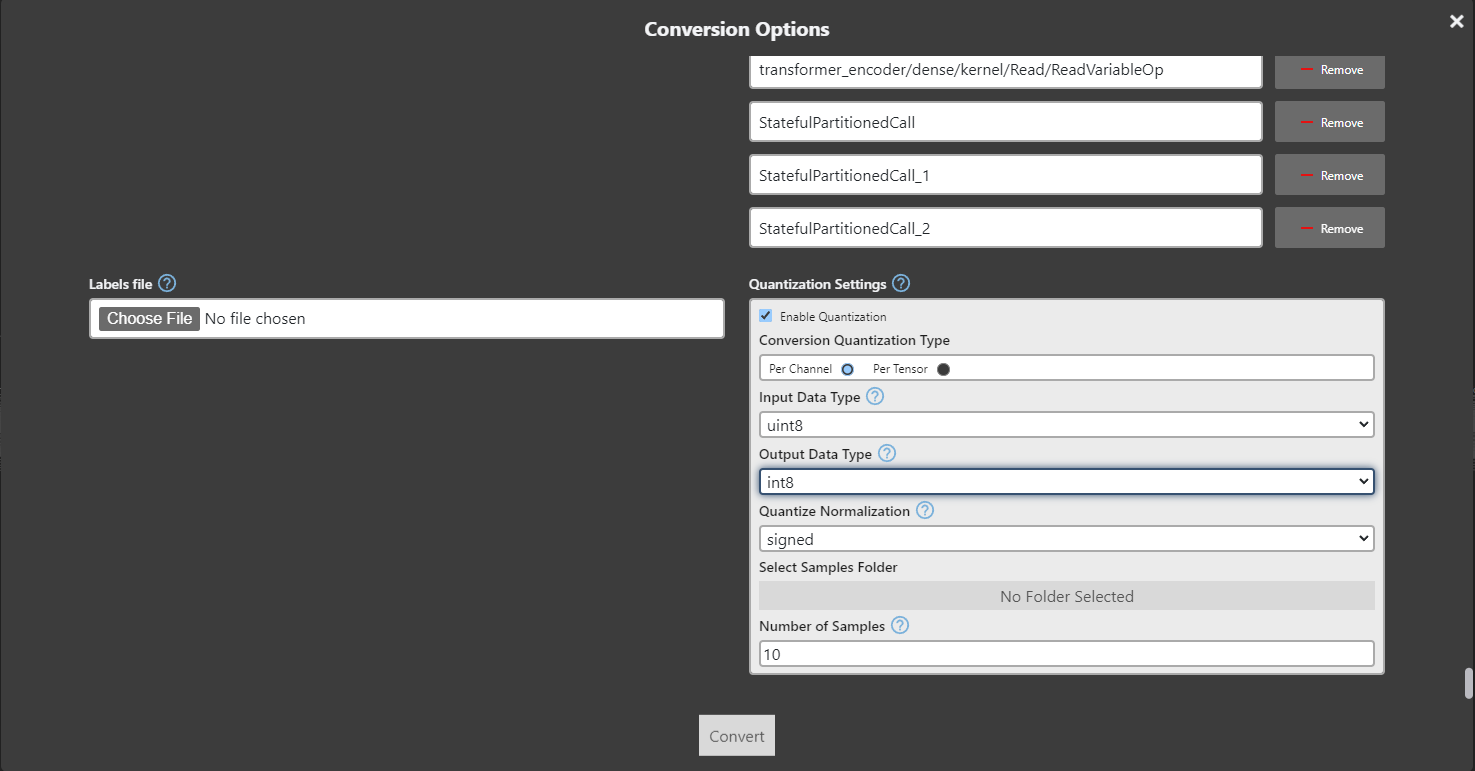 Conversion Options
transformer_encoder/dense/kernel/Read/ReadVariableOp
Remove
StatefulPartitionedCall
Remove
StatefulPartitionedCall_1
Remove
StatefulPartitionedCall_2
Remove
Labels file ?
Choose File No file chosen
Quantization Settings ?
Enable Quantization
Conversion Quantization Type
Per Channel Per Tensor
Input Data Type ?
uint8
Output Data Type ?
int8
Quantize Normalization ?
signed
Select Samples Folder
No Folder Selected
Number of Samples ?
10
Convert